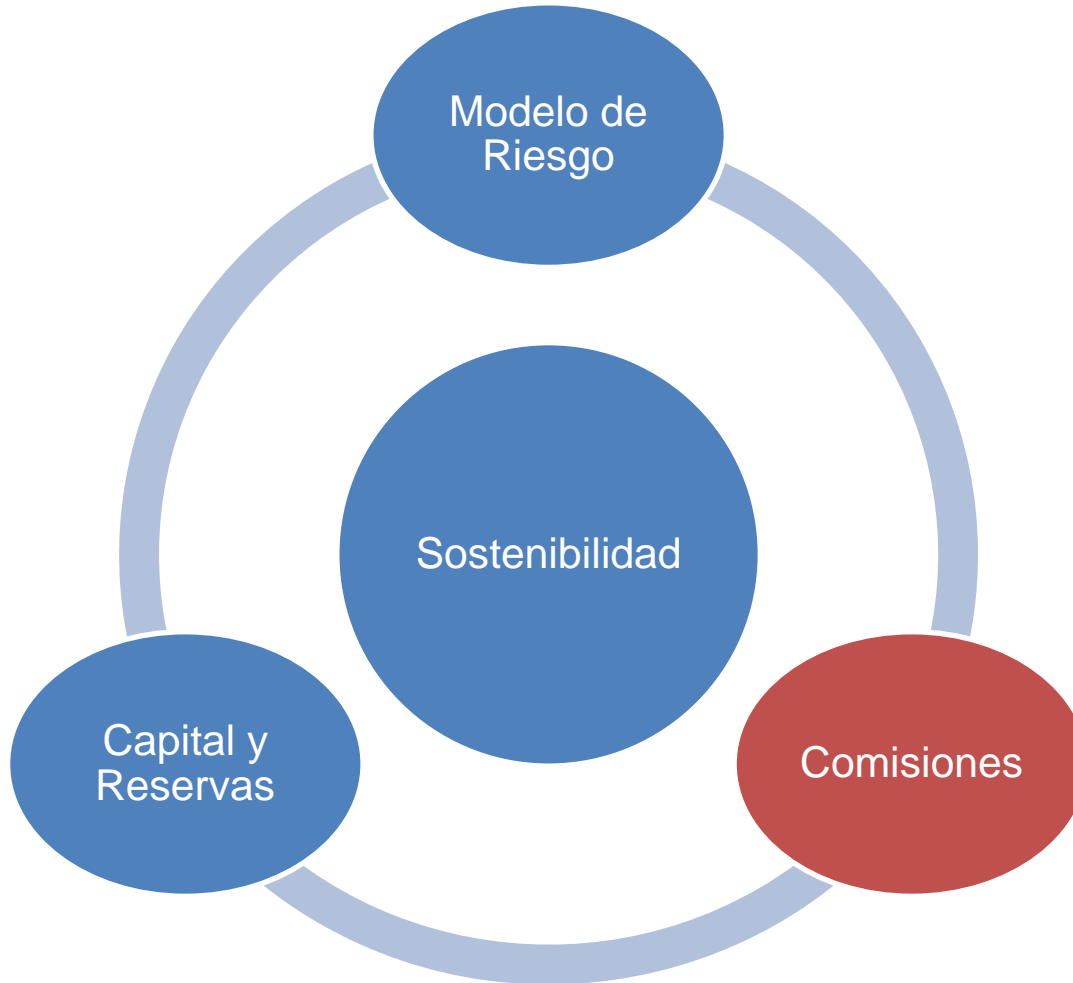 Modelo de
Riesgo
Sostenibilidad
Capital y
Reservas
Comisiones